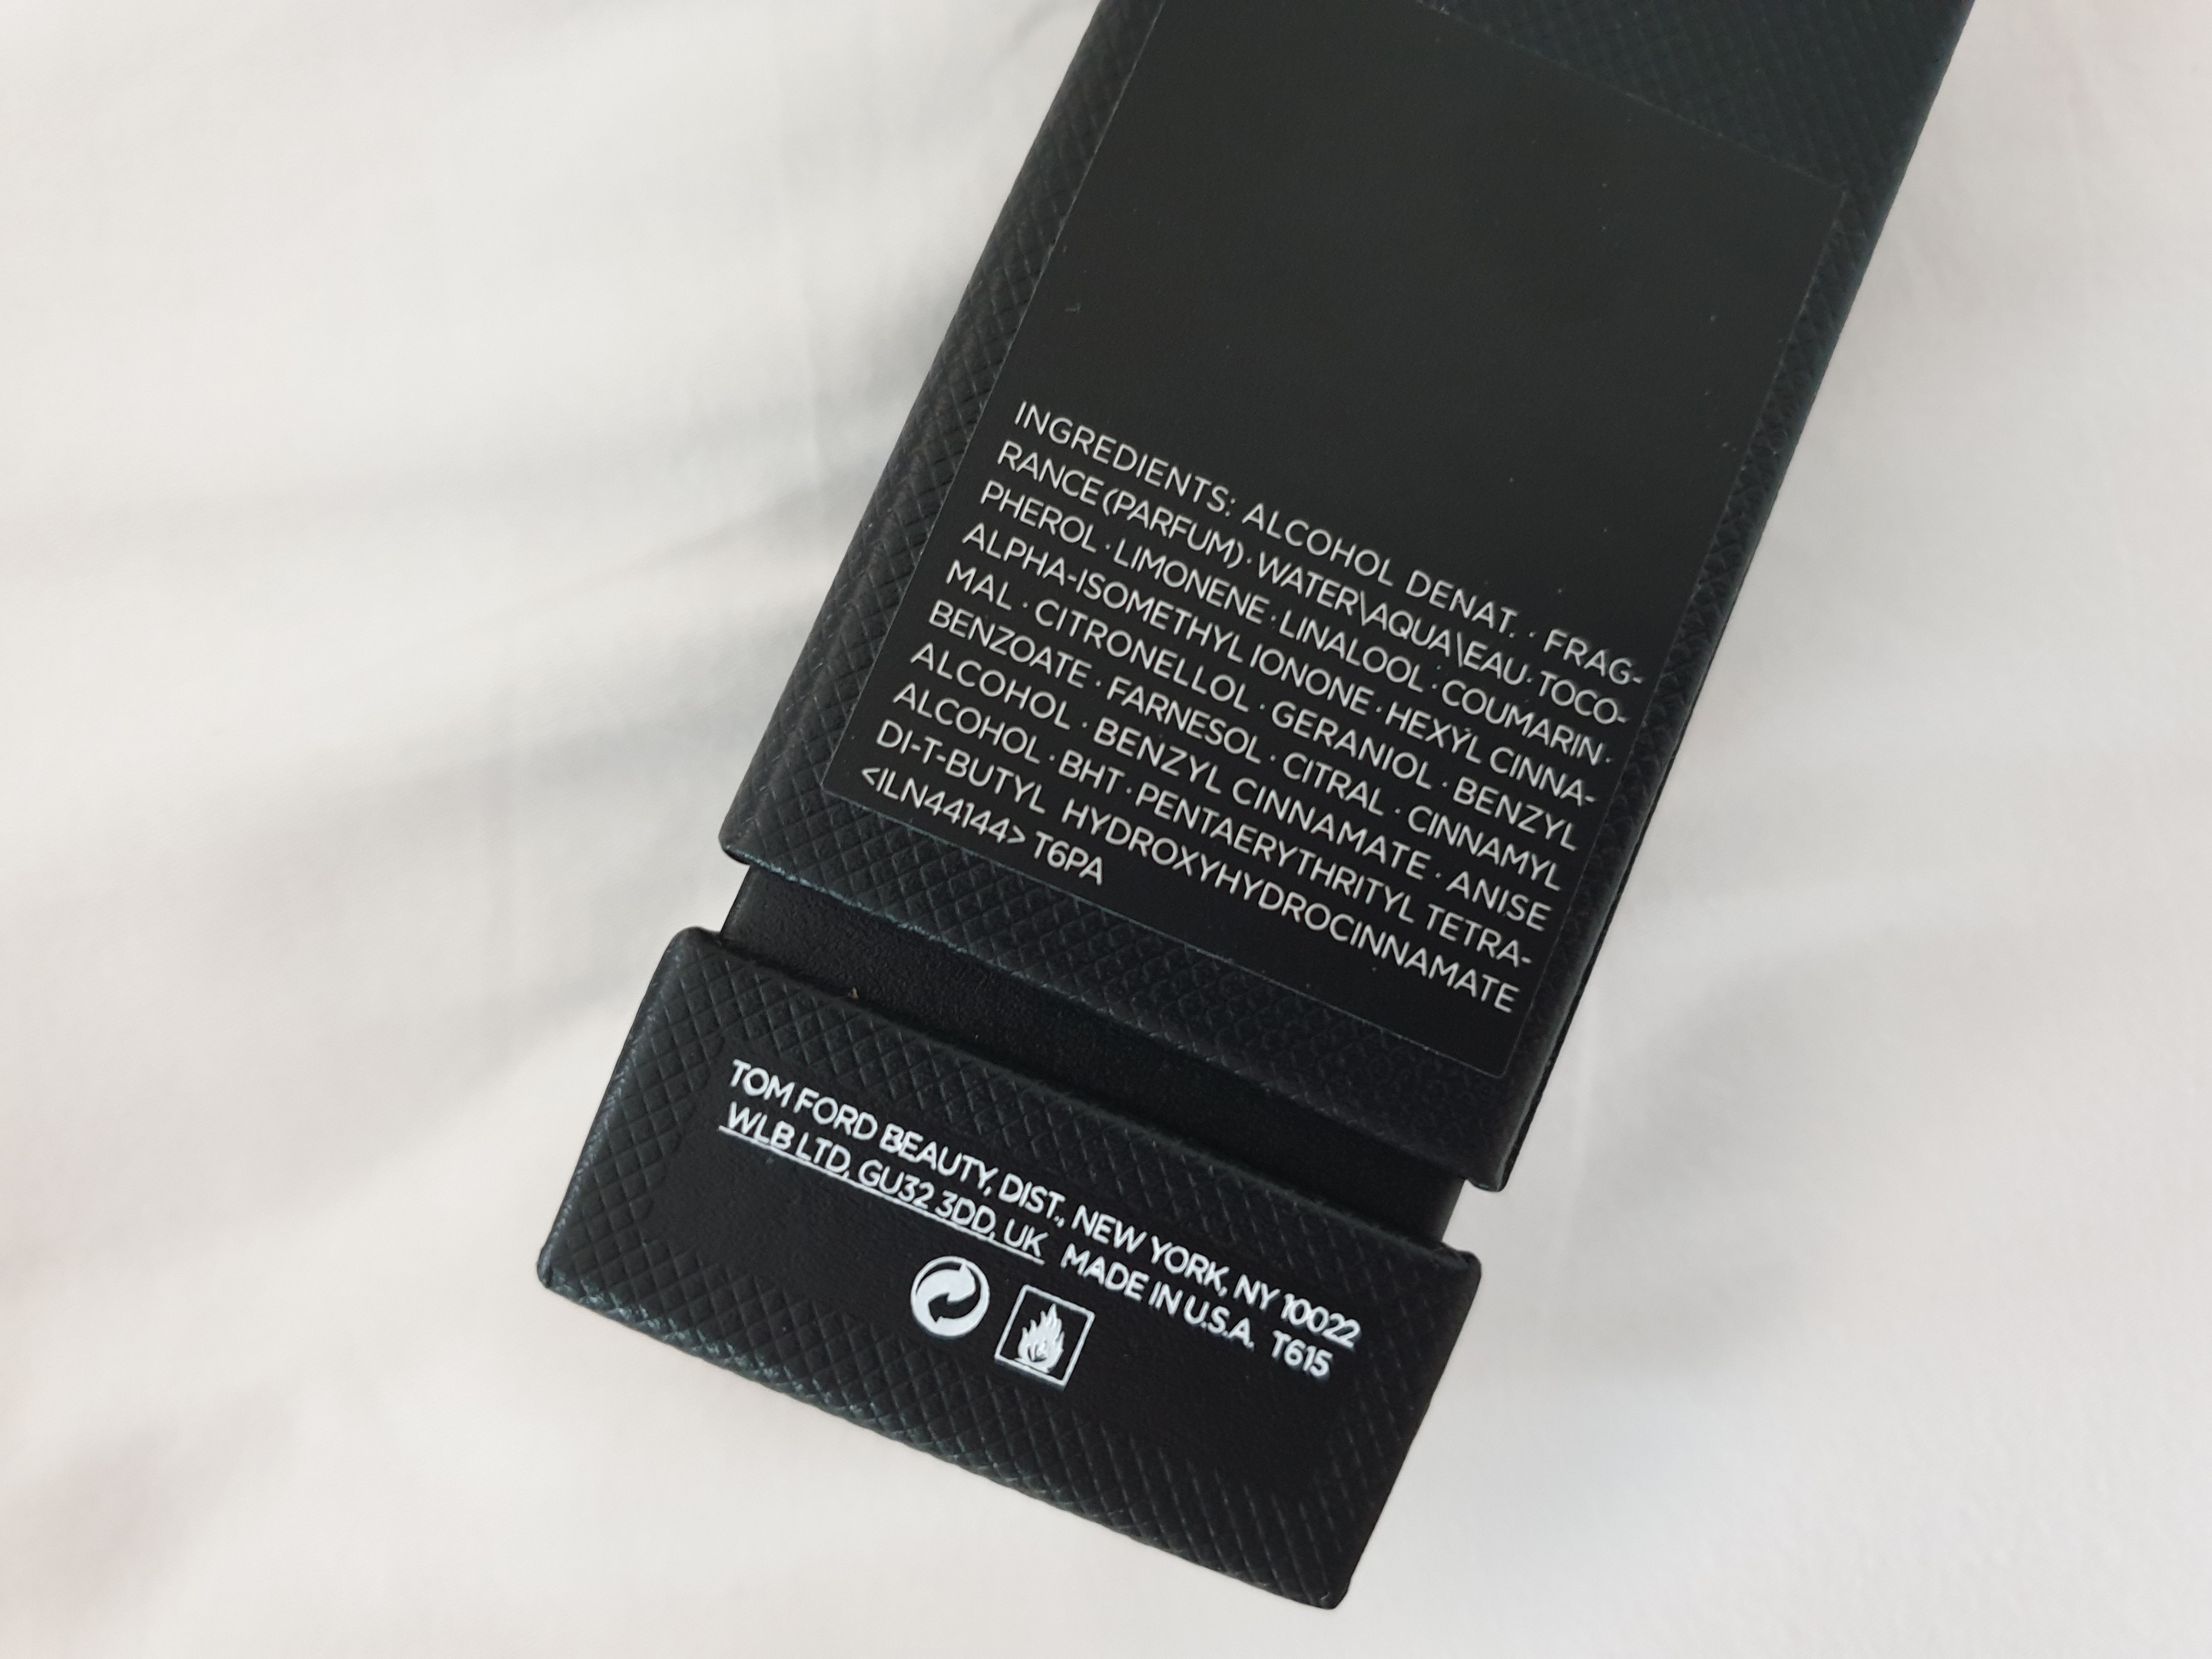 INGREDIENTS: ALCOHOL DENAT. · FRAG-
RANCE (PARFUM) · WATER\AQUA\EAU · TOCO-
PHEROL · LIMONENE · LINALOOL · COUMARIN ·
ALPHA-ISOMETHYL IONONE · HEXYL CINNA-
MAL · CITRONELLOL · GERANIOL · BENZYL
BENZOATE · FARNESOL · CITRAL · CINNAMYL
ALCOHOL · BENZYL CINNAMATE · ANISE
ALCOHOL · BHT · PENTAERYTHRITYL TETRA-
DI-T-BUTYL HYDROXYHYDROCINNAMATE
<ILN44144> T6PA
TOM FORD BEAUTY, DIST., NEW YORK, NY 10022
WLB LTD, GU32 3DD, UK MADE IN U.S.A. T615